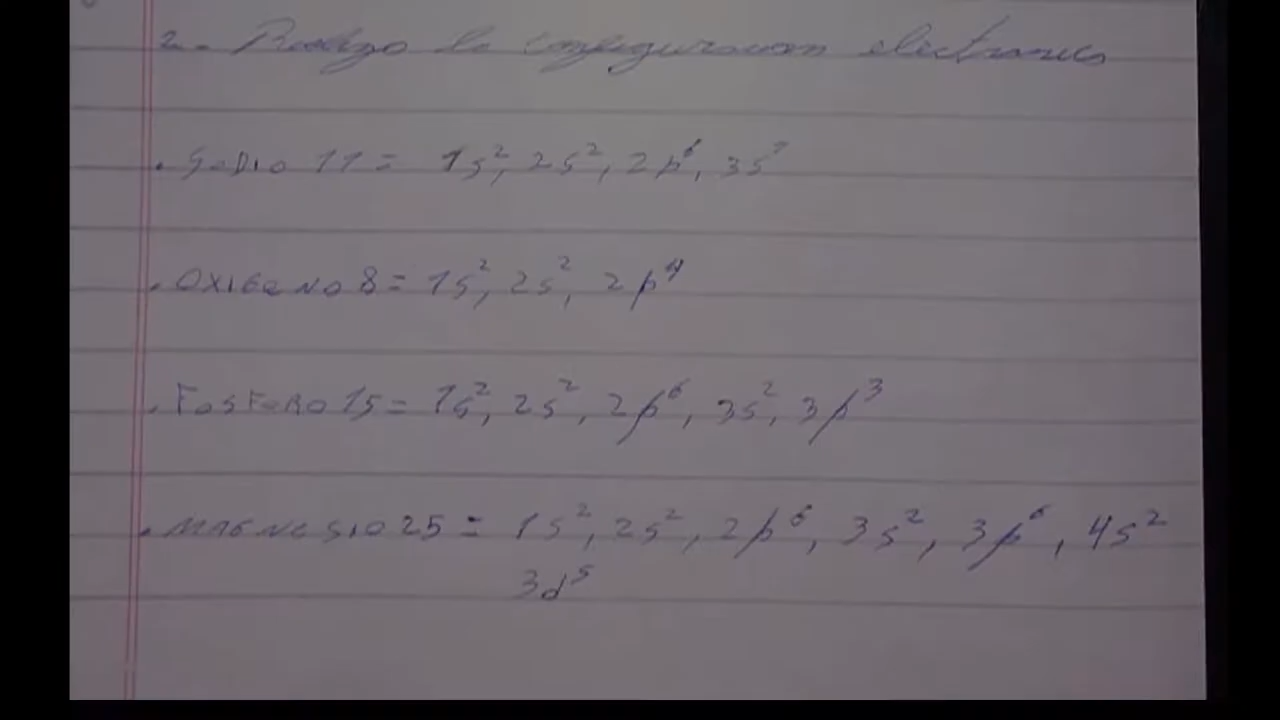 2. Realizo la configuracion electronica
. SODIO 11 = 1s², 2s², 2p⁶, 3s¹
. OXIGENO 8 = 1s², 2s², 2p⁴
. FOSFORO 15 = 1s², 2s², 2p⁶, 3s², 3p³
. MAGNESIO 25 = 1s², 2s², 2p⁶, 3s², 3p⁶, 4s²
3d⁵